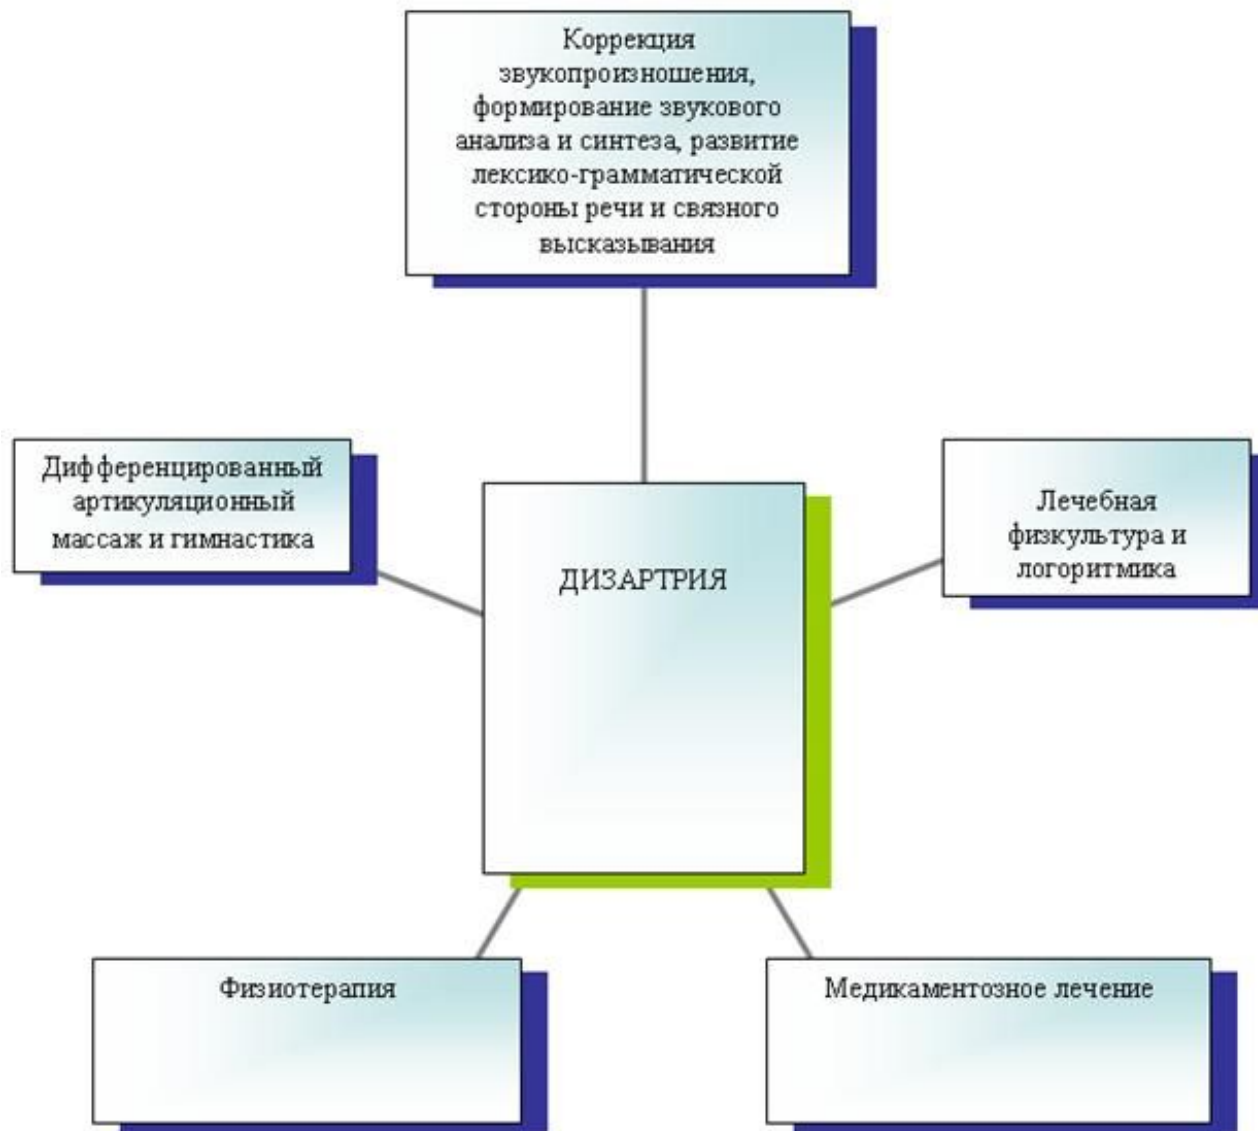 Коррекция
звукопроизношения,
формирование звукового
анализа и синтеза, развитие
лексико-грамматической
стороны речи и связного
высказывания
Дифференцированный
артикуляционный
массаж и гимнастика
Лечебная
физкультура и
логоритмика
ДИЗАРТРИЯ
Физиотерапия
Медикаментозное лечение